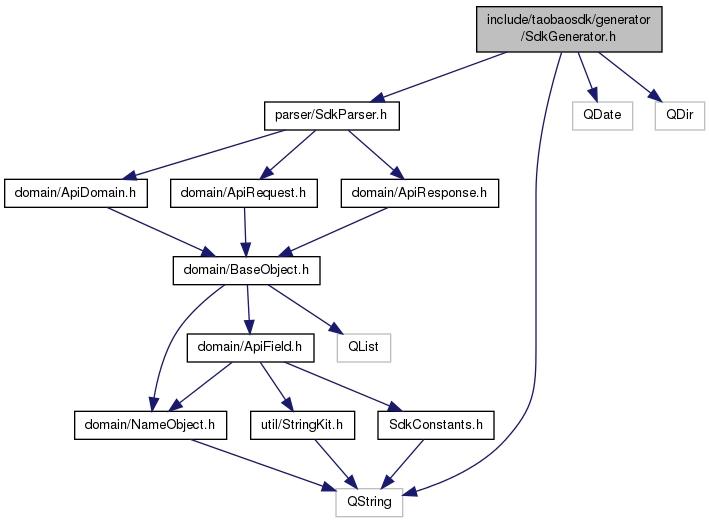 include/taobaosdk/generator
/SdkGenerator.h
parser/SdkParser.h
QDate
QDir
domain/ApiDomain.h
domain/ApiRequest.h
domain/ApiResponse.h
domain/BaseObject.h
domain/ApiField.h
QList
domain/NameObject.h
util/StringKit.h
SdkConstants.h
QString